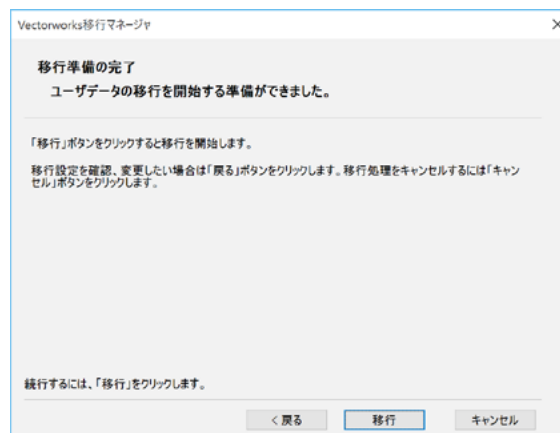 Vectorworks移行マネージャ
移行準備の完了
ユーザデータの移行を開始する準備ができました。
「移行」ボタンをクリックすると移行を開始します。
移行設定を確認、変更したい場合は「戻る」ボタンをクリックします。移行処理をキャンセルするには「キャン
セル」ボタンをクリックします。
続行するには、「移行」をクリックします。
< 戻る
移行
キャンセル